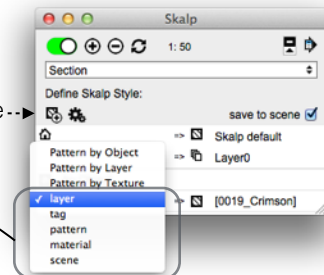 Skalp
1: 50
Section
Define Skalp Style:
save to scene
=> Skalp default
Pattern by Object
=> Layer0
Pattern by Layer
Pattern by Texture
layer
=> [0019_Crimson]
tag
pattern
material
scene